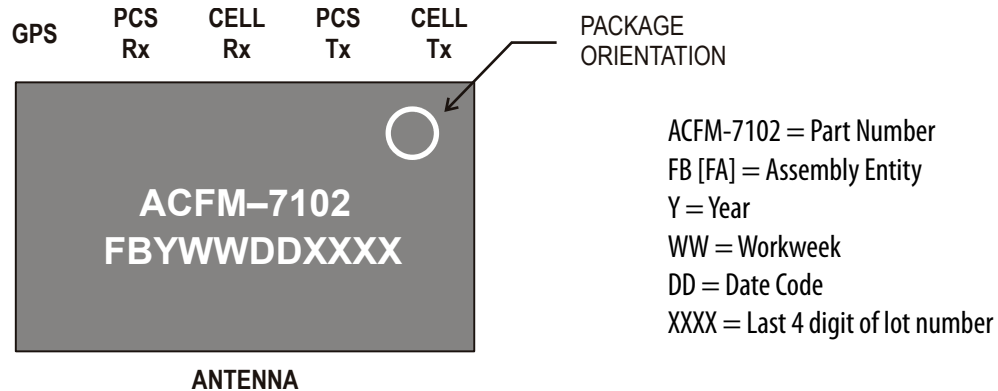 GPS
PCS Rx
CELL Rx
PCS Tx
CELL Tx
PACKAGE
ORIENTATION
ACFM–7102
FBYWWDDXXXX
ANTENNA
ACFM-7102 = Part Number
FB [FA] = Assembly Entity
Y = Year
WW = Workweek
DD = Date Code
XXXX = Last 4 digit of lot number